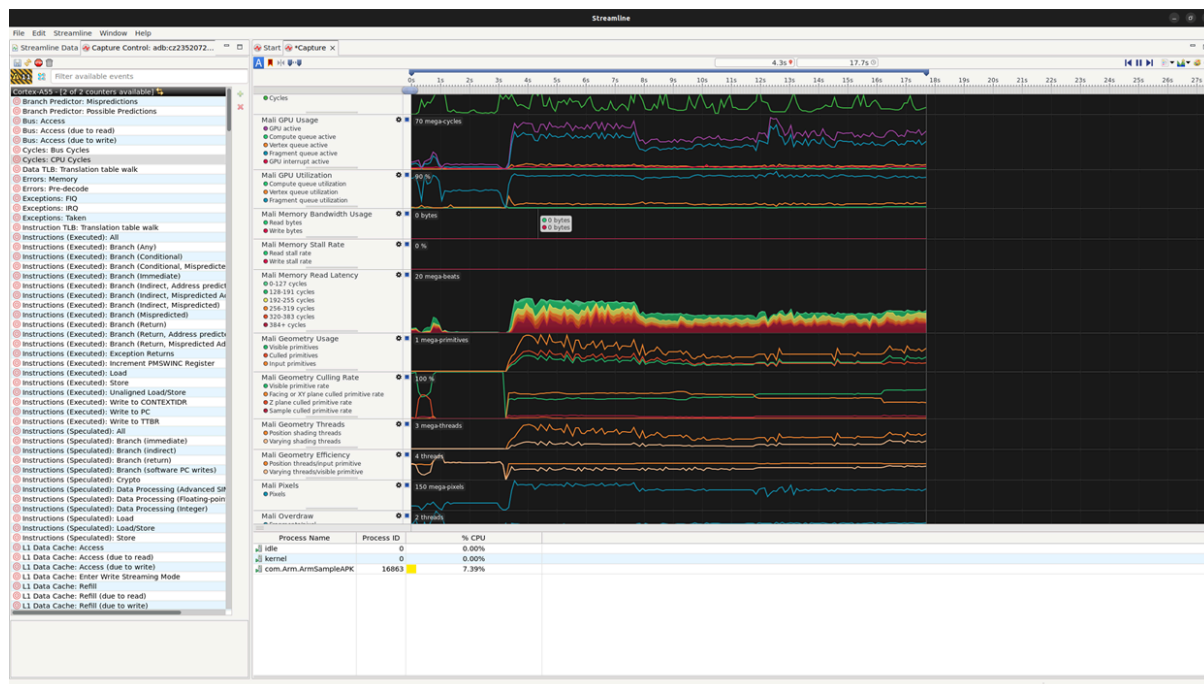 Streamline
File Edit Streamline Window Help
Streamline Data Capture Control: adb:cz2352072...
Start *Capture
Filter available events
4.3s 17.7s
0s 1s 2s 3s 4s 5s 6s 7s 8s 9s 10s 11s 12s 13s 14s 15s 16s 17s 18s 19s 20s 21s 22s 23s 24s 25s 26s 27s
Cortex-A55 - [2 of 2 counters available]
Branch Predictor: Mispredictions
Branch Predictor: Possible Predictions
Bus: Access
Bus: Access (due to read)
Bus: Access (due to write)
Cycles: Bus Cycles
Cycles: CPU Cycles
Data TLB: Translation table walk
Errors: Memory
Errors: Pre-decode
Exceptions: FIQ
Exceptions: IRQ
Exceptions: Taken
Instruction TLB: Translation table walk
Instructions (Executed): All
Instructions (Executed): Branch (Any)
Instructions (Executed): Branch (Conditional)
Instructions (Executed): Branch (Conditional, Mispredicte
Instructions (Executed): Branch (Immediate)
Instructions (Executed): Branch (Indirect, Address predict
Instructions (Executed): Branch (Indirect, Mispredicted A
Instructions (Executed): Branch (Indirect, Mispredicted)
Instructions (Executed): Branch (Mispredicted)
Instructions (Executed): Branch (Return)
Instructions (Executed): Branch (Return, Address predict
Instructions (Executed): Branch (Return, Mispredicted Ad
Instructions (Executed): Exception Returns
Instructions (Executed): Increment PMSWINC Register
Instructions (Executed): Load
Instructions (Executed): Store
Instructions (Executed): Unaligned Load/Store
Instructions (Executed): Write to CONTEXTIDR
Instructions (Executed): Write to PC
Instructions (Executed): Write to TTBR
Instructions (Speculated): All
Instructions (Speculated): Branch (immediate)
Instructions (Speculated): Branch (indirect)
Instructions (Speculated): Branch (return)
Instructions (Speculated): Branch (software PC writes)
Instructions (Speculated): Crypto
Instructions (Speculated): Data Processing (Advanced SI
Instructions (Speculated): Data Processing (Floating-poin
Instructions (Speculated): Data Processing (Integer)
Instructions (Speculated): Load
Instructions (Speculated): Load/Store
Instructions (Speculated): Store
L1 Data Cache: Access
L1 Data Cache: Access (due to read)
L1 Data Cache: Access (due to write)
L1 Data Cache: Enter Write Streaming Mode
L1 Data Cache: Refill
L1 Data Cache: Refill (due to read)
L1 Data Cache: Refill (due to write)
Cycles
Mali GPU Usage
70 mega-cycles
GPU active
Compute queue active
Vertex queue active
Fragment queue active
GPU interrupt active
Mali GPU Utilization
90 %
Compute queue utilization
Vertex queue utilization
Fragment queue utilization
Mali Memory Bandwidth Usage
0 bytes
Read bytes
Write bytes
0 bytes
0 bytes
Mali Memory Stall Rate
0 %
Read stall rate
Write stall rate
Mali Memory Read Latency
20 mega-beats
0-127 cycles
128-191 cycles
192-255 cycles
256-319 cycles
320-383 cycles
384+ cycles
Mali Geometry Usage
1 mega-primitives
Visible primitives
Culled primitives
Input primitives
Mali Geometry Culling Rate
100 %
Visible primitive rate
Facing or XY plane culled primitive rate
Z plane culled primitive rate
Sample culled primitive rate
Mali Geometry Threads
3 mega-threads
Position shading threads
Varying shading threads
Mali Geometry Efficiency
4 threads
Position threads/input primitive
Varying threads/visible primitive
Mali Pixels
150 mega-pixels
Pixels
Mali Overdraw
2 threads
Process Name Process ID % CPU
idle 0 0.00%
kernel 0 0.00%
com.Arm.ArmSampleAPK 16863 7.39%